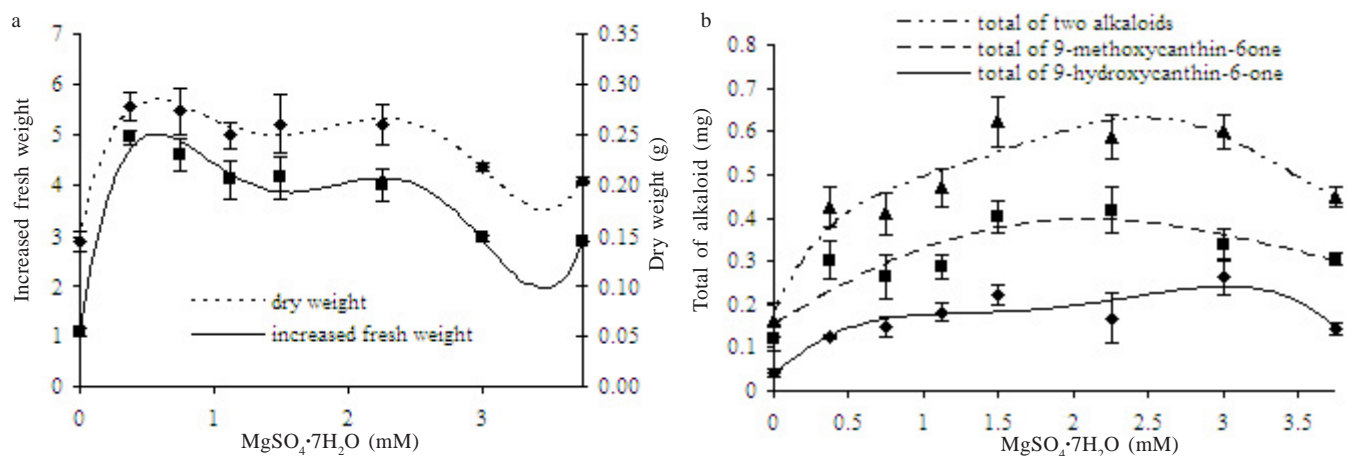 a
7
6
5
4
3
2
1
0
Increased fresh weight
0.35
0.30
0.25
0.20
0.15
0.10
0.05
0.00
Dry weight (g)
dry weight
increased fresh weight
0 1 2 3
MgSO₄·7H₂O (mM)
b
total of two alkaloids
total of 9-methoxycanthin-6one
total of 9-hydroxycanthin-6-one
0.8
0.7
0.6
0.5
0.4
0.3
0.2
0.1
0
Total of alkaloid (mg)
0 0.5 1 1.5 2 2.5 3 3.5
MgSO₄·7H₂O (mM)